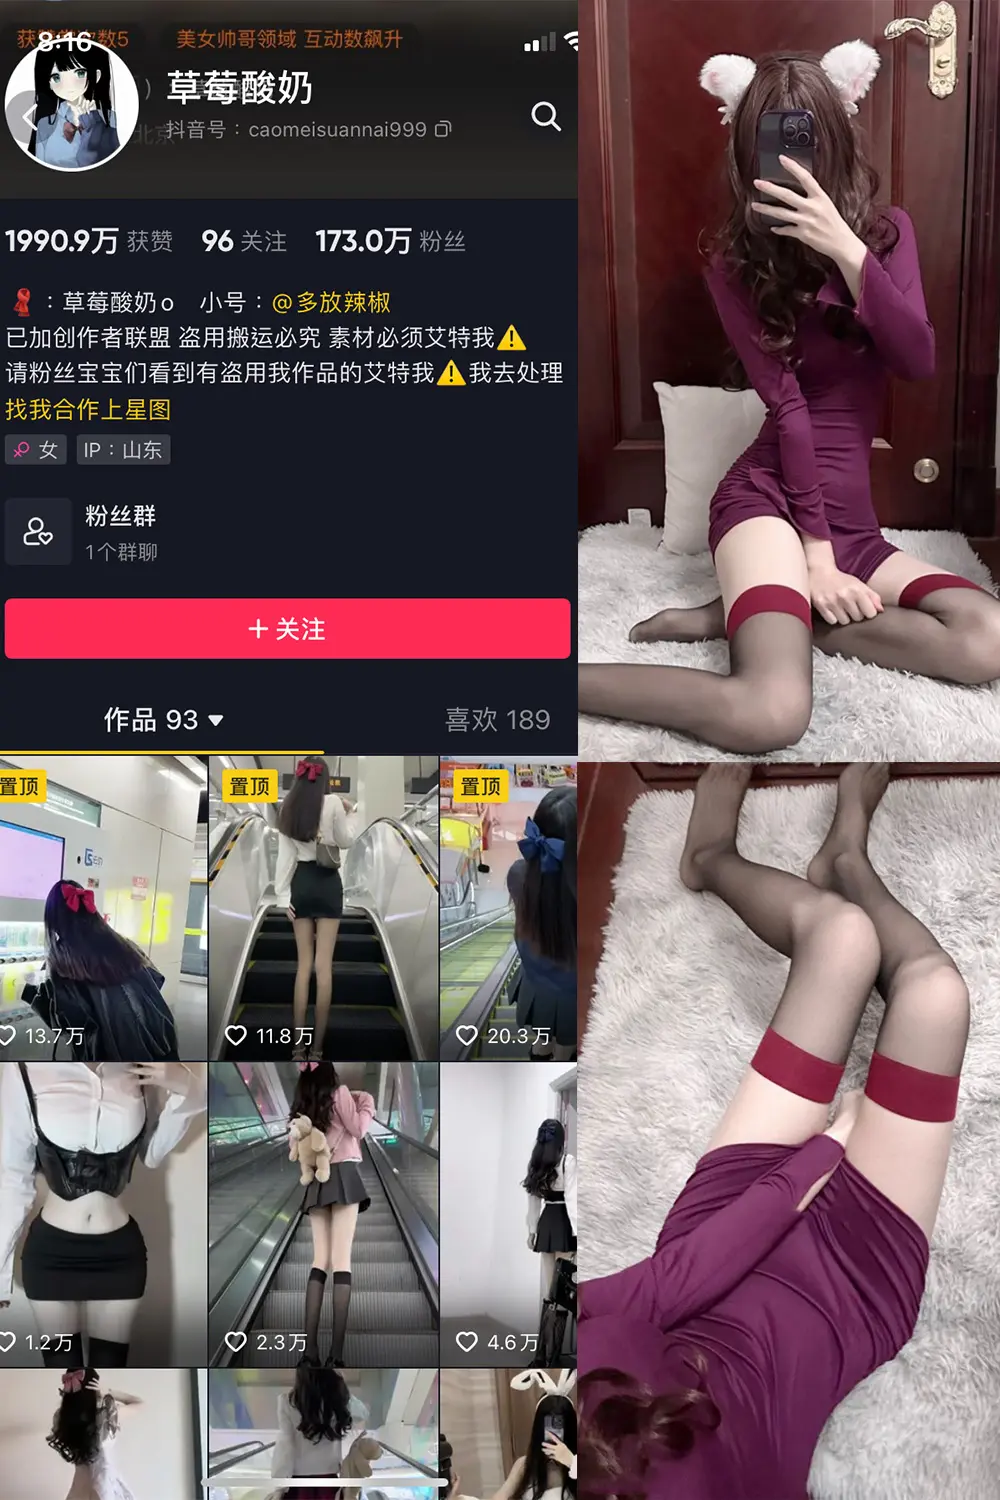 8:16
美女帅哥领域 互动数飙升
草莓酸奶
抖音号：caomeisuannai999
1990.9万 获赞 96 关注 173.0万 粉丝
：草莓酸奶o 小号：@多放辣椒
已加创作者联盟 盗用搬运必究 素材必须艾特我⚠️
请粉丝宝宝们看到有盗用我作品的艾特我⚠️我去处理
找我合作上星图
女 IP：山东
粉丝群
1个群聊
+ 关注
作品 93 喜欢 189
置顶 置顶 置顶
13.7万 11.8万 20.3万
1.2万 2.3万 4.6万